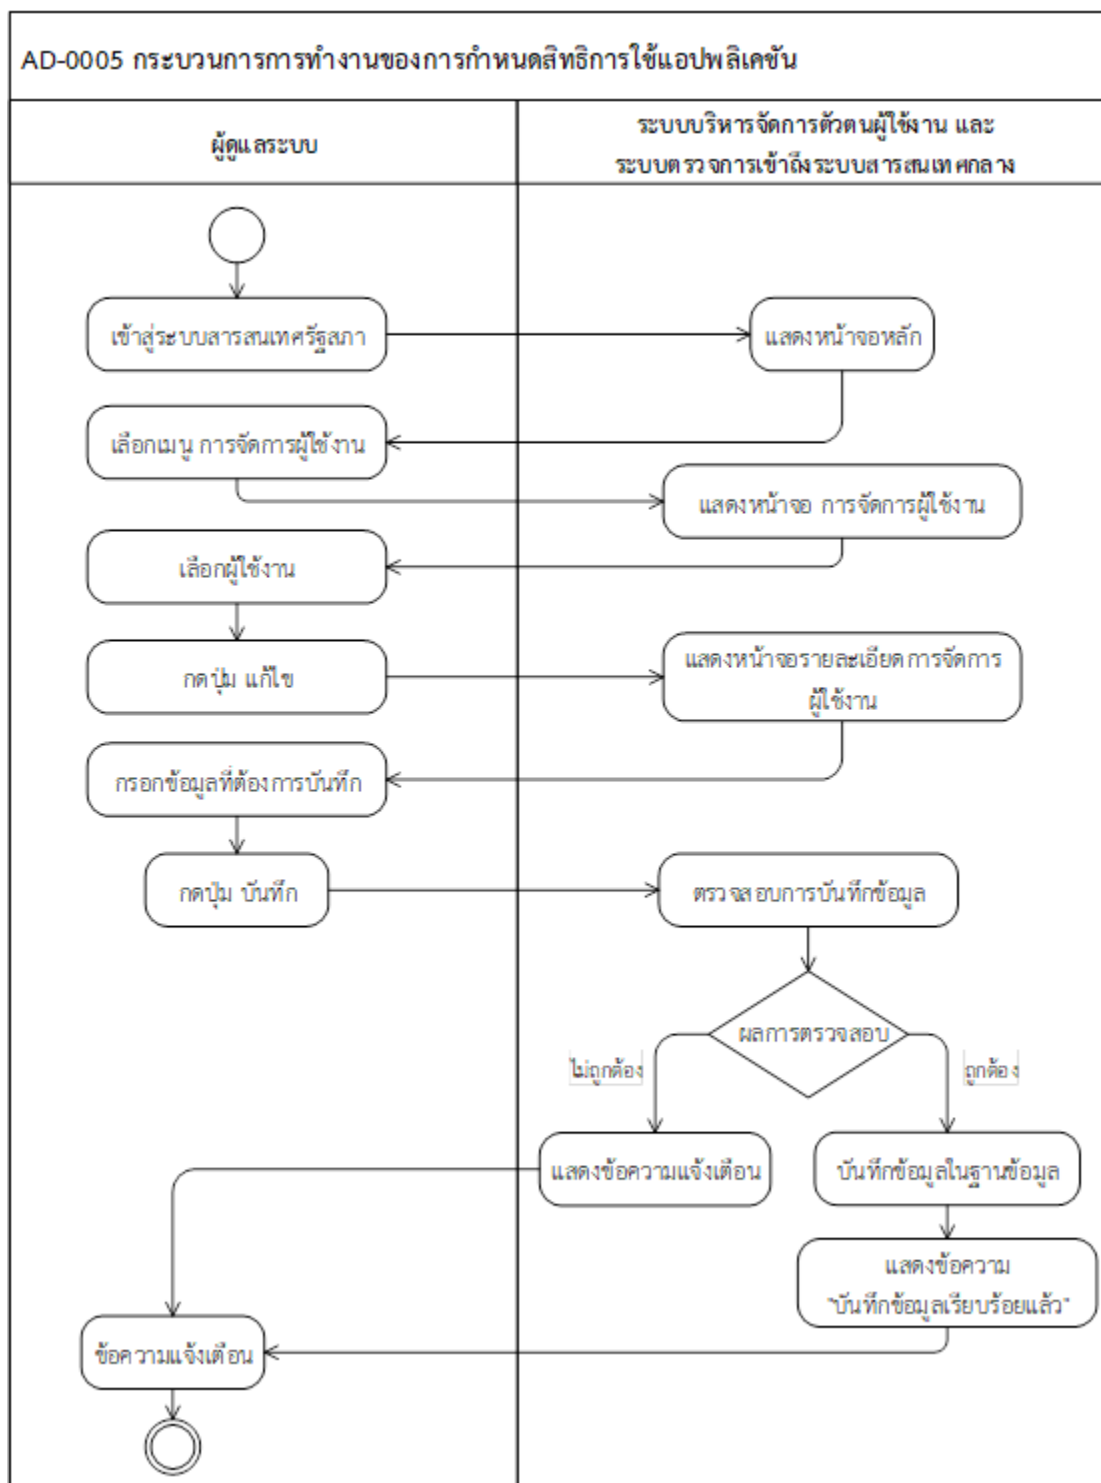 AD-0005 กระบวนการการทำงานของการกำหนดสิทธิการใช้แอปพลิเคชัน
ผู้ดูแลระบบ
ระบบบริหารจัดการตัวตนผู้ใช้งาน และ
ระบบตรวจการเข้าถึงระบบสารสนเทศกลาง
เข้าสู่ระบบสารสนเทศรัฐสภา
แสดงหน้าจอหลัก
เลือกเมนู การจัดการผู้ใช้งาน
แสดงหน้าจอ การจัดการผู้ใช้งาน
เลือกผู้ใช้งาน
กดปุ่ม แก้ไข
แสดงหน้าจอรายละเอียดการจัดการ
ผู้ใช้งาน
กรอกข้อมูลที่ต้องการบันทึก
กดปุ่ม บันทึก
ตรวจสอบการบันทึกข้อมูล
ผลการตรวจสอบ
ไม่ถูกต้อง
ถูกต้อง
แสดงข้อความแจ้งเตือน
บันทึกข้อมูลในฐานข้อมูล
แสดงข้อความ
"บันทึกข้อมูลเรียบร้อยแล้ว"
ข้อความแจ้งเตือน